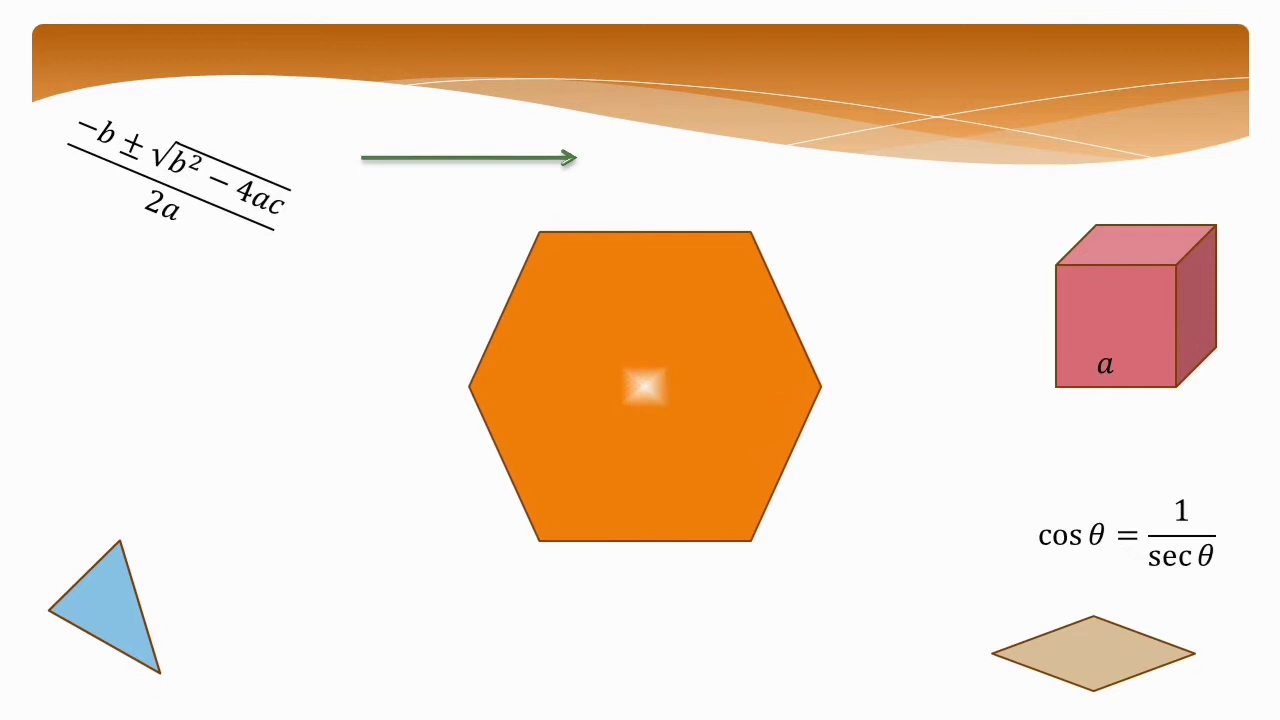 −b ± √b² − 4ac
2a
a
cos θ = 1
sec θ